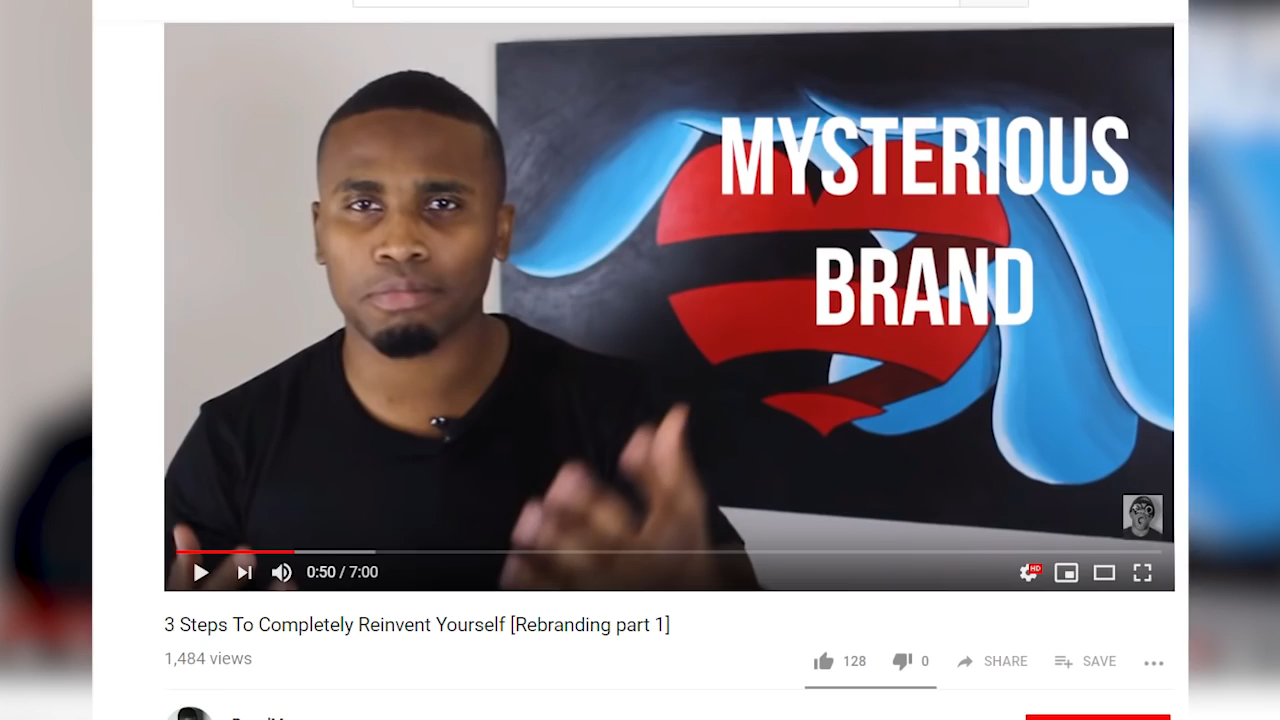 MYSTERIOUS
BRAND
HD
0:50 / 7:00
3 Steps To Completely Reinvent Yourself [Rebranding part 1]
1,484 views
128
0
SHARE
SAVE